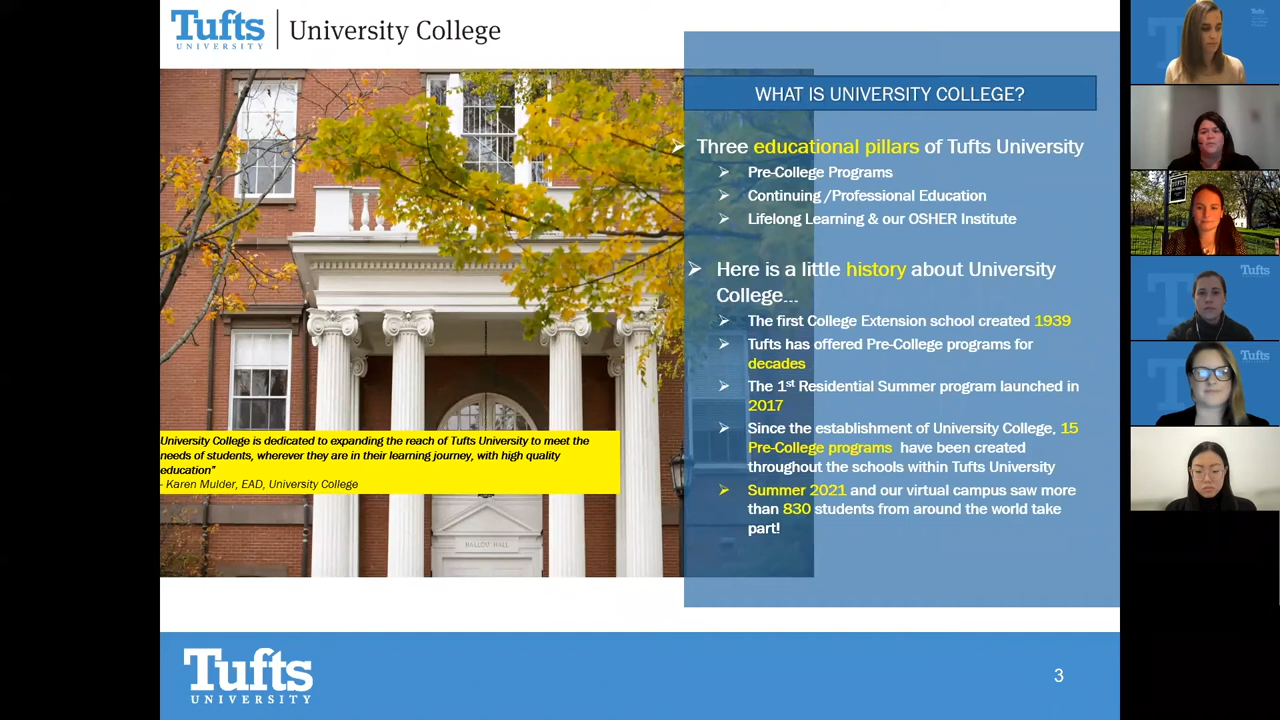 Tufts
UNIVERSITY
University College
WHAT IS UNIVERSITY COLLEGE?
Three educational pillars of Tufts University
Pre-College Programs
Continuing /Professional Education
Lifelong Learning & our OSHER Institute
Here is a little history about University
College...
The first College Extension school created 1939
Tufts has offered Pre-College programs for
decades
The 1st Residential Summer program launched in
2017
Since the establishment of University College, 15
Pre-College programs have been created
throughout the schools within Tufts University
Summer 2021 and our virtual campus saw more
than 830 students from around the world take
part!
University College is dedicated to expanding the reach of Tufts University to meet the
needs of students, wherever they are in their learning journey, with high quality
education"
- Karen Mulder, EAD, University College
BALLOU HALL
Tufts
UNIVERSITY
3
Tufts
TUFTS
Tufts
Tufts